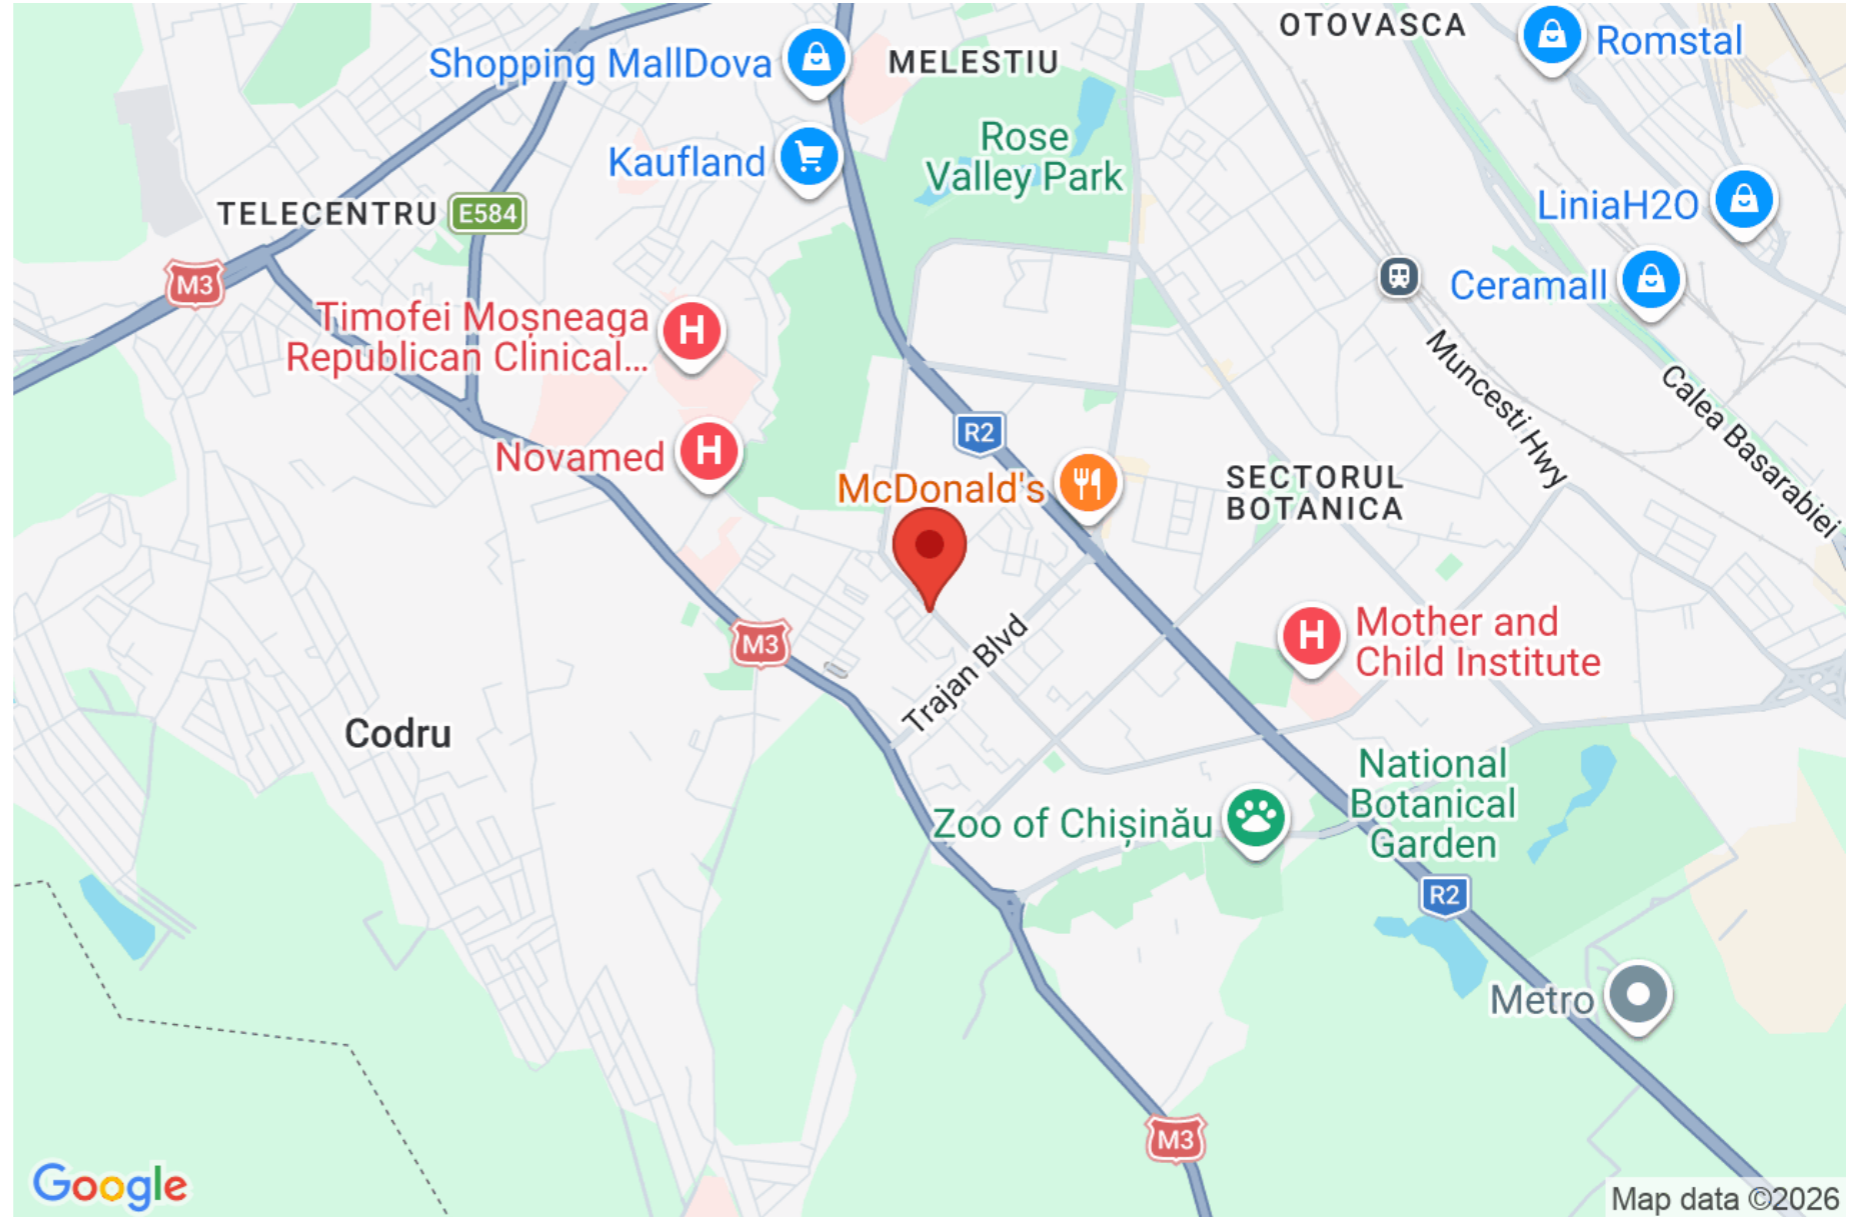 OTOVASCA
Romstal
Shopping MallDova
MELESTIU
Rose
Valley Park
Kaufland
TELECENTRU
E584
LiniaH2O
M3
Ceramall
Timofei Moșneaga
Republican Clinical...
Muncesti Hwy
Calea Basarabiei
R2
Novamed
McDonald's
SECTORUL
BOTANICA
Mother and
Child Institute
M3
Trajan Blvd
Codru
National
Botanical
Garden
Zoo of Chișinău
R2
Metro
M3
Google
Map data ©2026